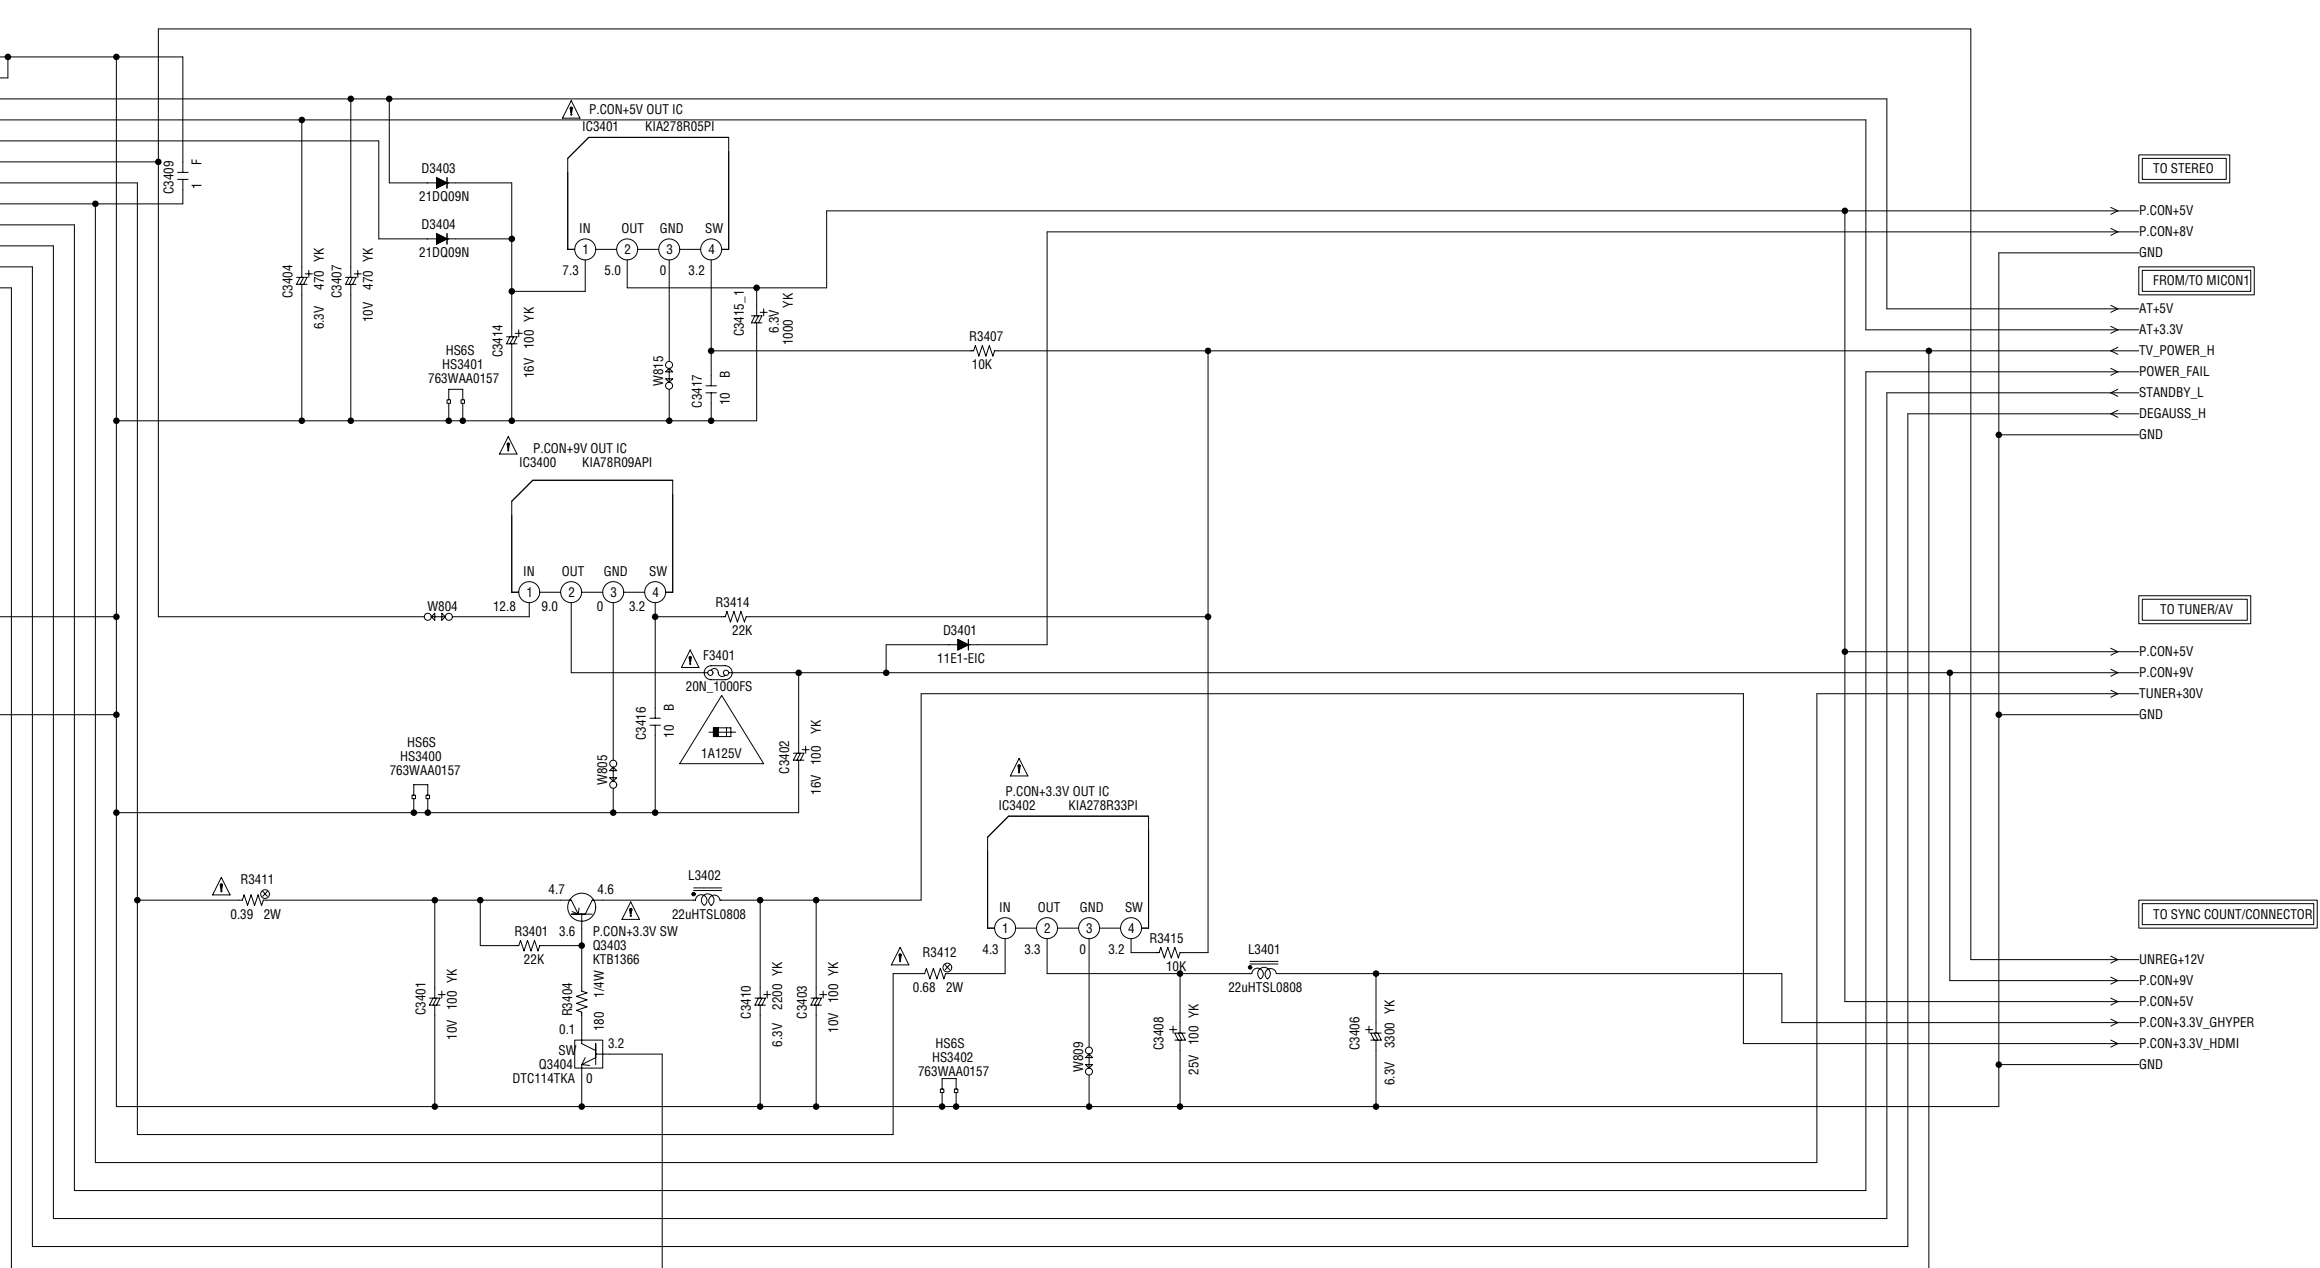 P.CON+5V OUT IC
IC3401 KIA278R05PI
IN
OUT
GND
SW
1
2
3
4
7.3
5.0
0
3.2
C3409
1 F
D3403
21DQ09N
D3404
21DQ09N
C3404
6.3V 470 YK
C3407
10V 470 YK
C3414
16V 100 YK
HS6S
HS3401
763WAA0157
W815
C3417
10 B
C3415_1
6.3V
1000 YK
R3407
10K
TO STEREO
P.CON+5V
P.CON+8V
GND
FROM/TO MICON1
AT+5V
AT+3.3V
TV_POWER_H
POWER_FAIL
STANDBY_L
DEGAUSS_H
GND
P.CON+9V OUT IC
IC3400 KIA78R09API
IN
OUT
GND
SW
1
2
3
4
12.8
9.0
0
3.2
W804
R3414
22K
D3401
11E1-EIC
F3401
20N_1000FS
1A125V
C3416
10 B
C3402
16V 100 YK
W805
HS6S
HS3400
763WAA0157
TO TUNER/AV
P.CON+5V
P.CON+9V
TUNER+30V
GND
P.CON+3.3V OUT IC
IC3402 KIA278R33PI
IN
OUT
GND
SW
1
2
3
4
4.3
3.3
0
3.2
R3411
0.39 2W
4.7
4.6
3.6
L3402
22uHTSL0808
R3401
22K
P.CON+3.3V SW
Q3403
KTB1366
C3401
10V 100 YK
R3404
180 1/4W
0.1
SW
Q3404
DTC114TKA
3.2
0
C3410
6.3V 2200 YK
C3403
10V 100 YK
R3412
0.68 2W
R3415
10K
L3401
22uHTSL0808
HS6S
HS3402
763WAA0157
W809
C3408
25V 100 YK
C3406
6.3V 3300 YK
TO SYNC COUNT/CONNECTOR
UNREG+12V
P.CON+9V
P.CON+5V
P.CON+3.3V_GHYPER
P.CON+3.3V_HDMI
GND